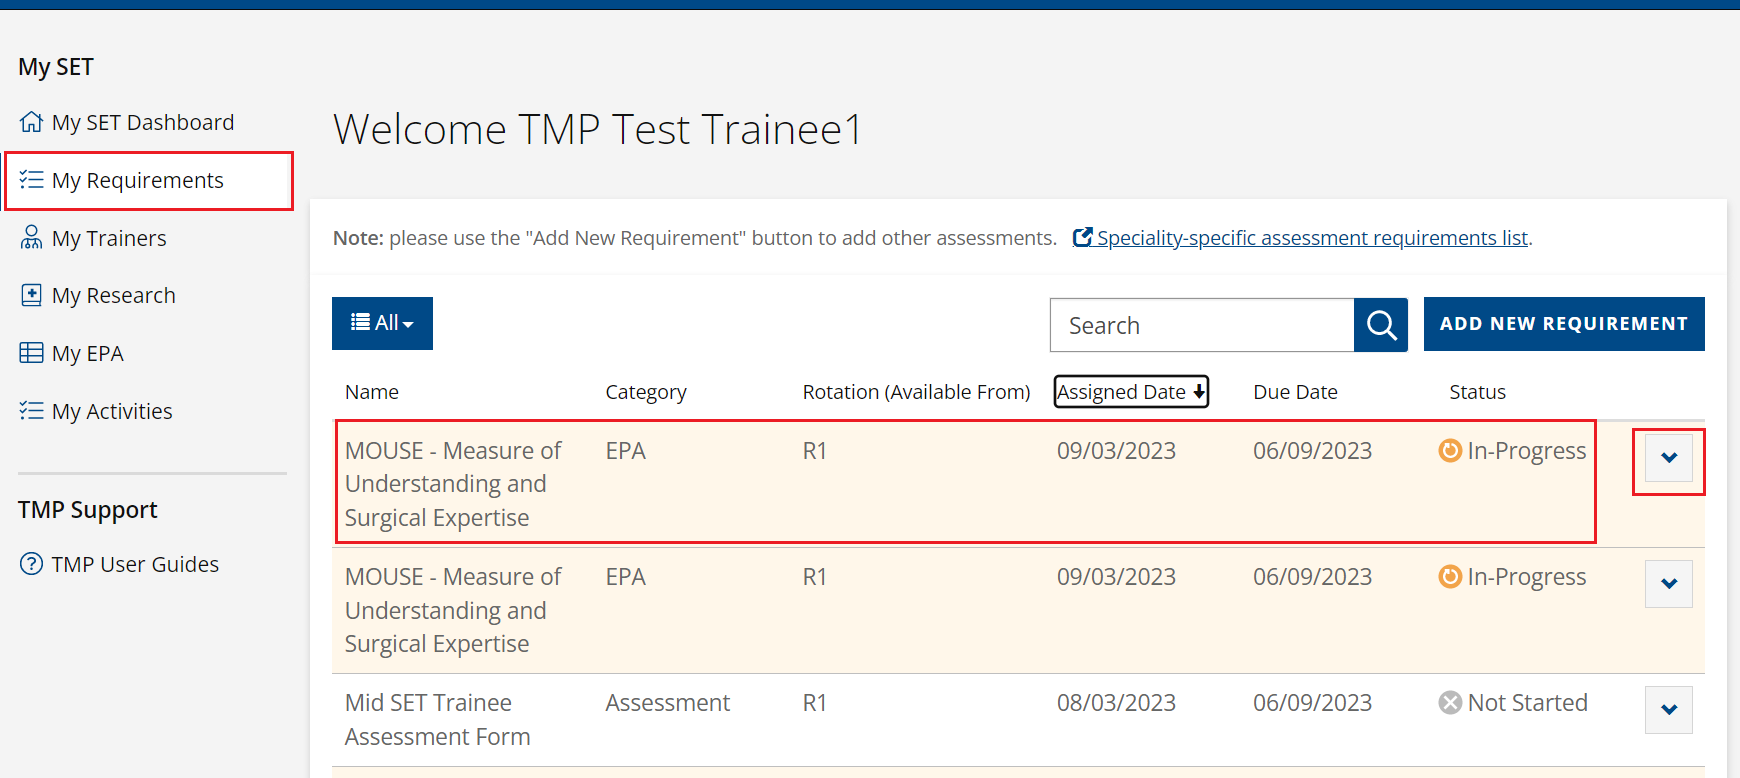 My SET
My SET Dashboard
My Requirements
My Trainers
My Research
My EPA
My Activities
TMP Support
TMP User Guides
Welcome TMP Test Trainee1
Note: please use the "Add New Requirement" button to add other assessments. Speciality-specific assessment requirements list.
All
Search
ADD NEW REQUIREMENT
Name Category Rotation (Available From) Assigned Date Due Date Status
MOUSE - Measure of EPA R1 09/03/2023 06/09/2023 In-Progress
Understanding and
Surgical Expertise
MOUSE - Measure of EPA R1 09/03/2023 06/09/2023 In-Progress
Understanding and
Surgical Expertise
Mid SET Trainee Assessment R1 08/03/2023 06/09/2023 Not Started
Assessment Form